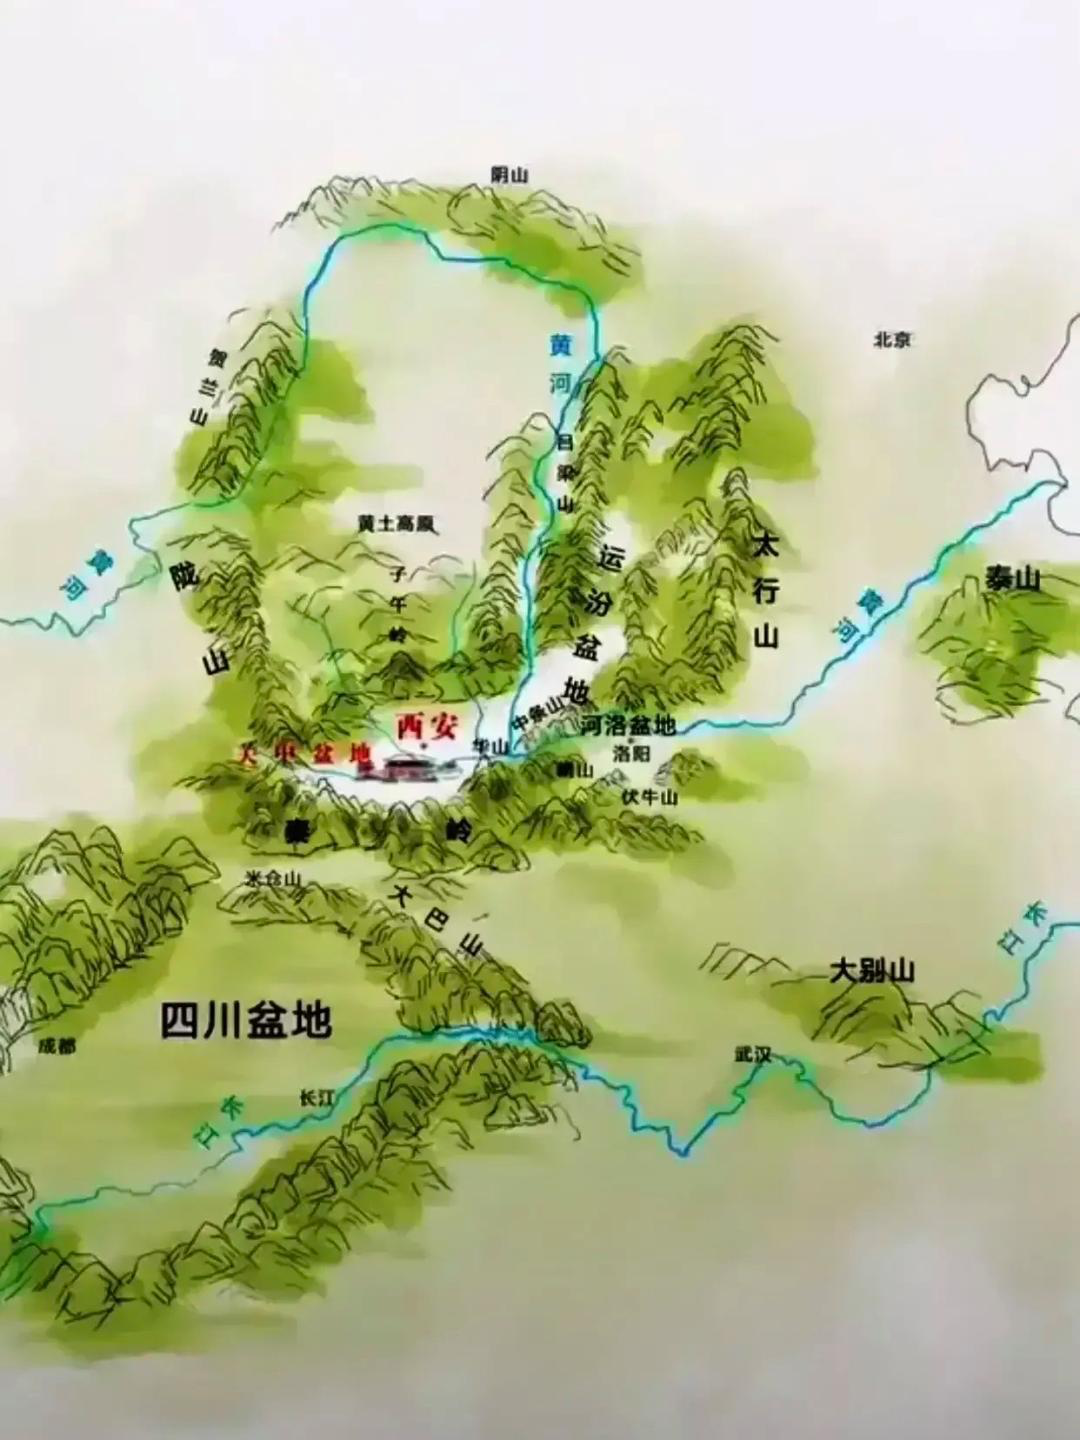 阴山
北京
黄河
贺兰山
吕梁山
黄土高原
黄河
陇山
子午岭
运汾盆地
太行山
泰山
黄河
西安
中条山
河洛盆地
关中盆地
华山
洛阳
崤山
伏牛山
秦岭
米仓山
大巴山
长江
大别山
四川盆地
成都
武汉
长江
长江